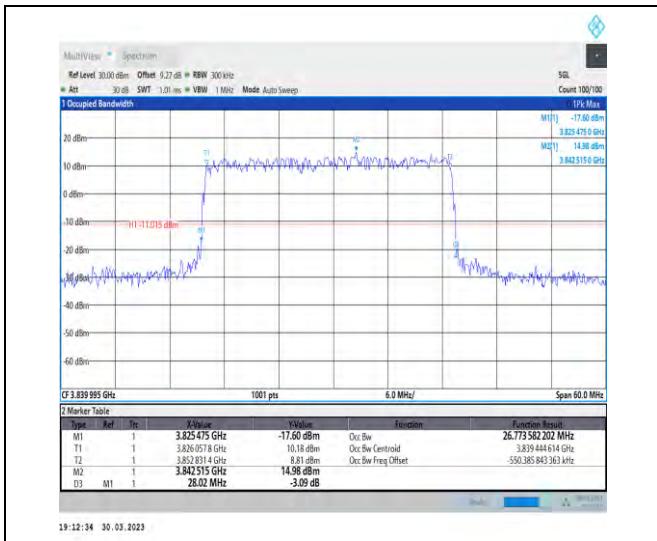 MultiView Spectrum
Ref Level 30.00 dBm Offset 9.27 dB RBW 300 kHz SGL
Att 30 dB SWT 1.01 ms VBW 1 MHz Mode Auto Sweep Count 100/100
1 Occupied Bandwidth 1Pk Max
M1[1] -17.60 dBm
3.825 475 0 GHz
M2[1] 14.98 dBm
3.842 515 0 GHz
20 dBm
10 dBm
0 dBm
-10 dBm
H1 -11.015 dBm
-20 dBm
-30 dBm
-40 dBm
-50 dBm
-60 dBm
CF 3.839 995 GHz 1001 pts 6.0 MHz/ Span 60.0 MHz
2 Marker Table
Type Ref Trc X-Value Y-Value Function Function Result
M1 1 3.825 475 GHz -17.60 dBm Occ Bw 26.773 582 202 MHz
T1 1 3.826 057 8 GHz 10.18 dBm Occ Bw Centroid 3.839 444 614 GHz
T2 1 3.852 831 4 GHz 8.81 dBm Occ Bw Freq Offset -550.385 843 363 kHz
M2 1 3.842 515 GHz 14.98 dBm
D3 M1 1 28.02 MHz -3.09 dB
19:12:34 30.03.2023